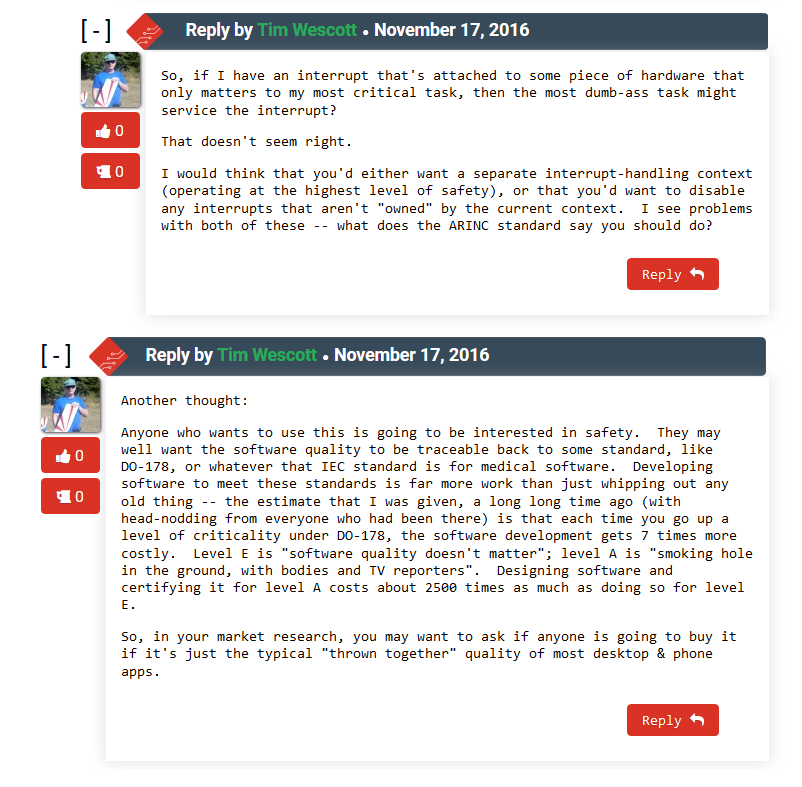 [-] Reply by Tim Wescott • November 17, 2016
So, if I have an interrupt that's attached to some piece of hardware that
only matters to my most critical task, then the most dumb-ass task might
service the interrupt?
0
That doesn't seem right.
0
I would think that you'd either want a separate interrupt-handling context
(operating at the highest level of safety), or that you'd want to disable
any interrupts that aren't "owned" by the current context.  I see problems
with both of these -- what does the ARINC standard say you should do?
Reply
[-] Reply by Tim Wescott • November 17, 2016
Another thought:
Anyone who wants to use this is going to be interested in safety.  They may
well want the software quality to be traceable back to some standard, like
0
DO-178, or whatever that IEC standard is for medical software.  Developing
software to meet these standards is far more work than just whipping out any
0
old thing -- the estimate that I was given, a long long time ago (with
head-nodding from everyone who had been there) is that each time you go up a
level of criticality under DO-178, the software development gets 7 times more
costly.  Level E is "software quality doesn't matter"; level A is "smoking hole
in the ground, with bodies and TV reporters".  Designing software and
certifying it for level A costs about 2500 times as much as doing so for level
E.
So, in your market research, you may want to ask if anyone is going to buy it
if it's just the typical "thrown together" quality of most desktop & phone
apps.
Reply